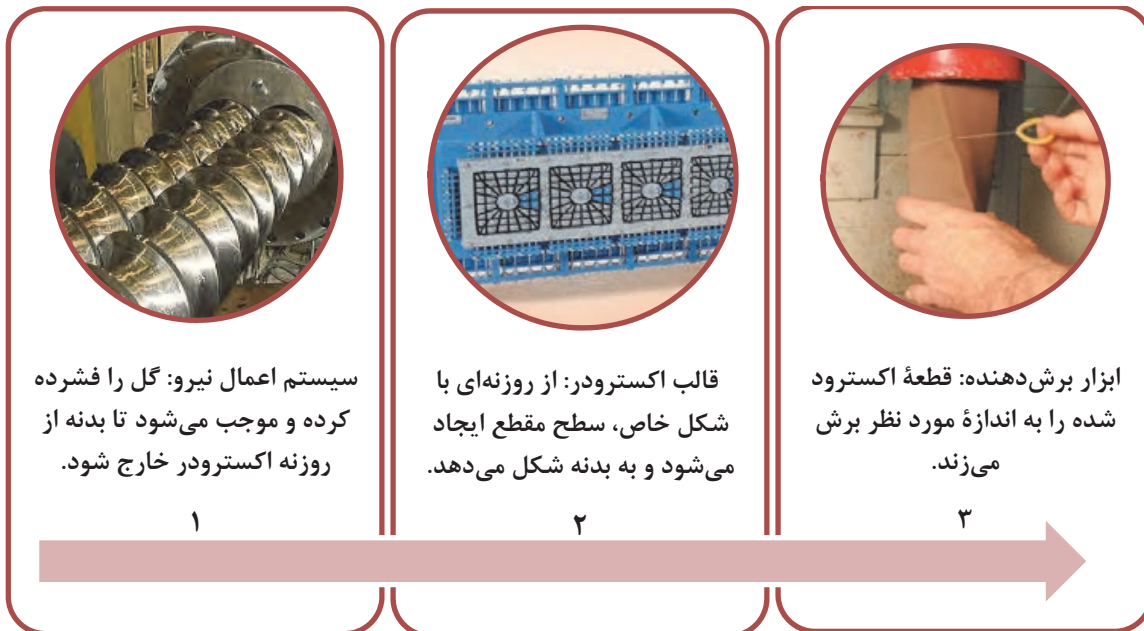 سیستم اعمال نیرو: گل را فشرده
کرده و موجب می‌شود تا بدنه از
روزنه اکسترودر خارج شود.
۱
قالب اکسترودر: از روزنه‌ای با
شکل خاص، سطح مقطع ایجاد
می‌شود و به بدنه شکل می‌دهد.
۲
ابزار برش‌دهنده: قطعهٔ اکسترود
شده را به اندازهٔ مورد نظر برش
می‌زند.
۳